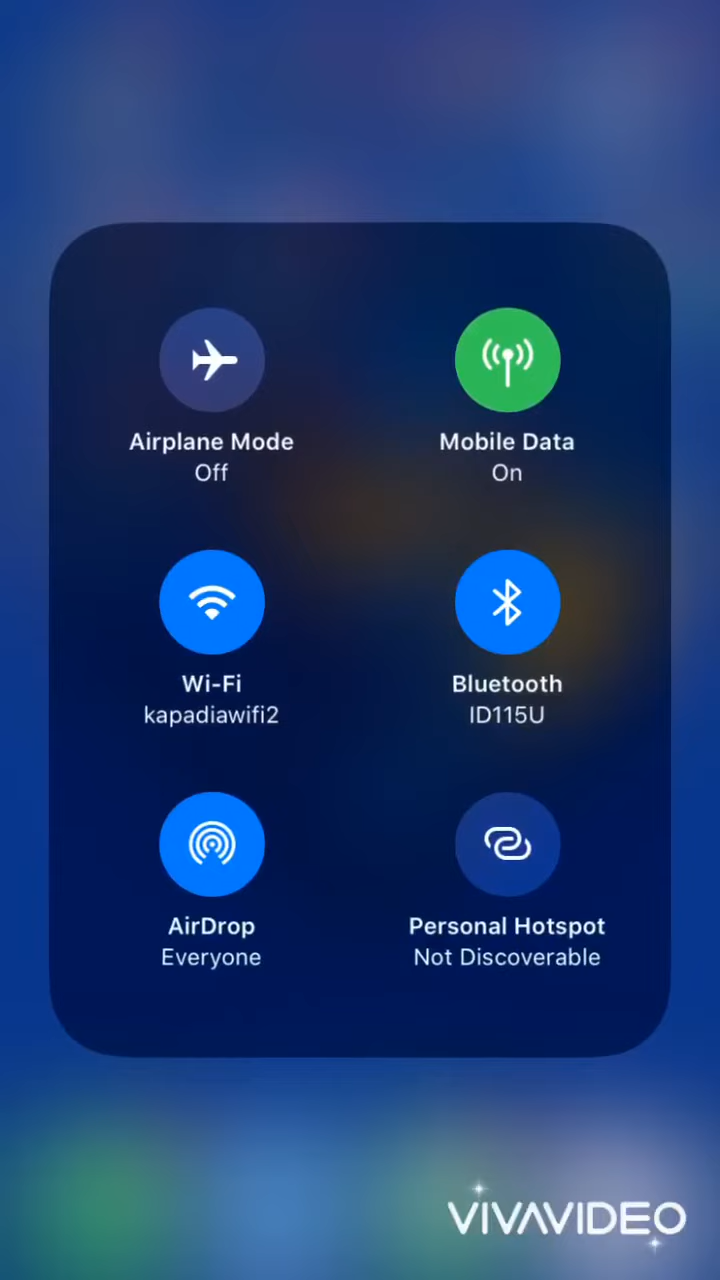 Airplane Mode
Off
Mobile Data
On
Wi-Fi
kapadiawifi2
Bluetooth
ID115U
AirDrop
Everyone
Personal Hotspot
Not Discoverable
VIVAVIDEO